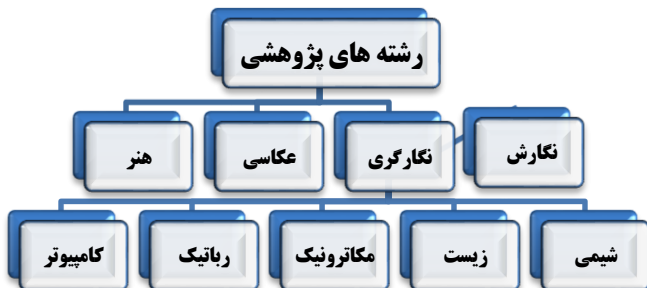 رشته های پژوهشی
نگارش
نگارگری
عکاسی
هنر
شیمی
زیست
مکاترونیک
رباتیک
کامپیوتر